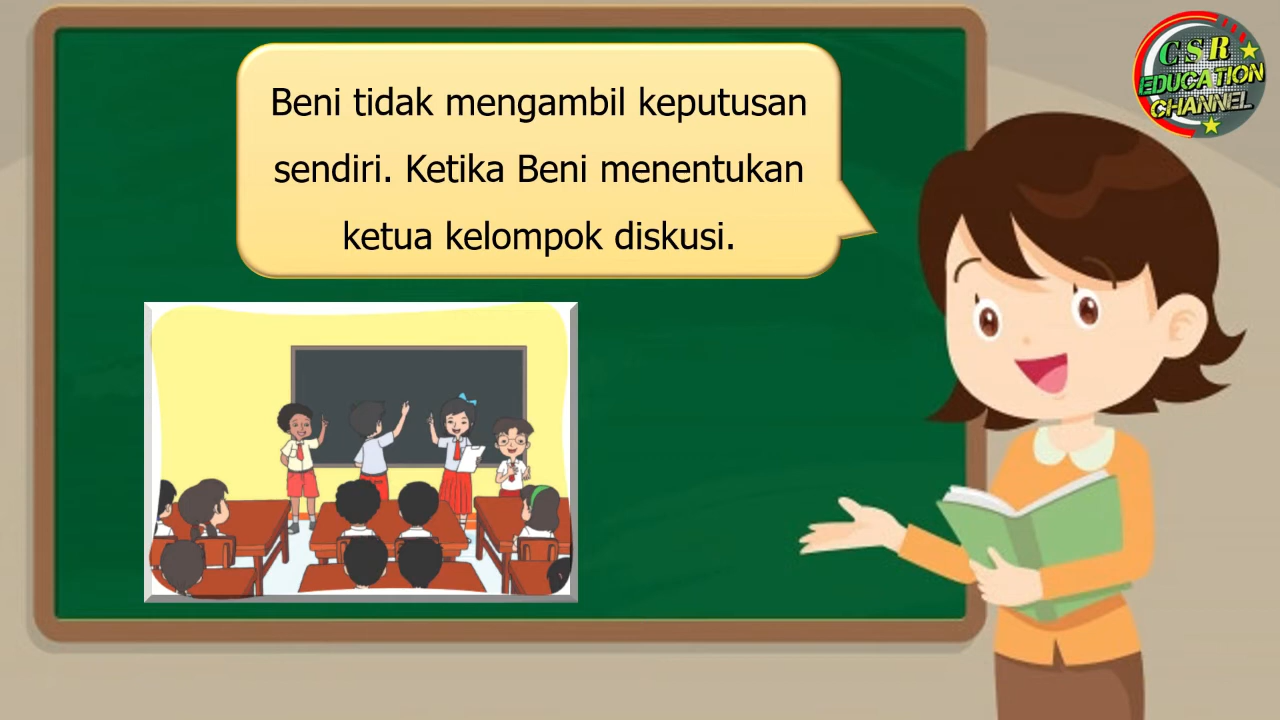 Beni tidak mengambil keputusan
sendiri. Ketika Beni menentukan
ketua kelompok diskusi.
CSR
EDUCATION
CHANNEL